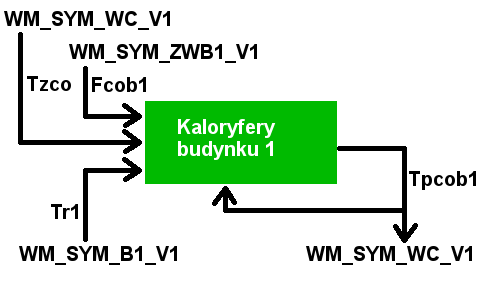 WM_SYM_WC_V1
WM_SYM_ZWB1_V1
Tzco
Fcob1
Kaloryfery
budynku 1
Tpcob1
Tr1
WM_SYM_B1_V1
WM_SYM_WC_V1